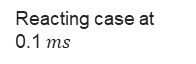 Reacting case at
0.1 ms